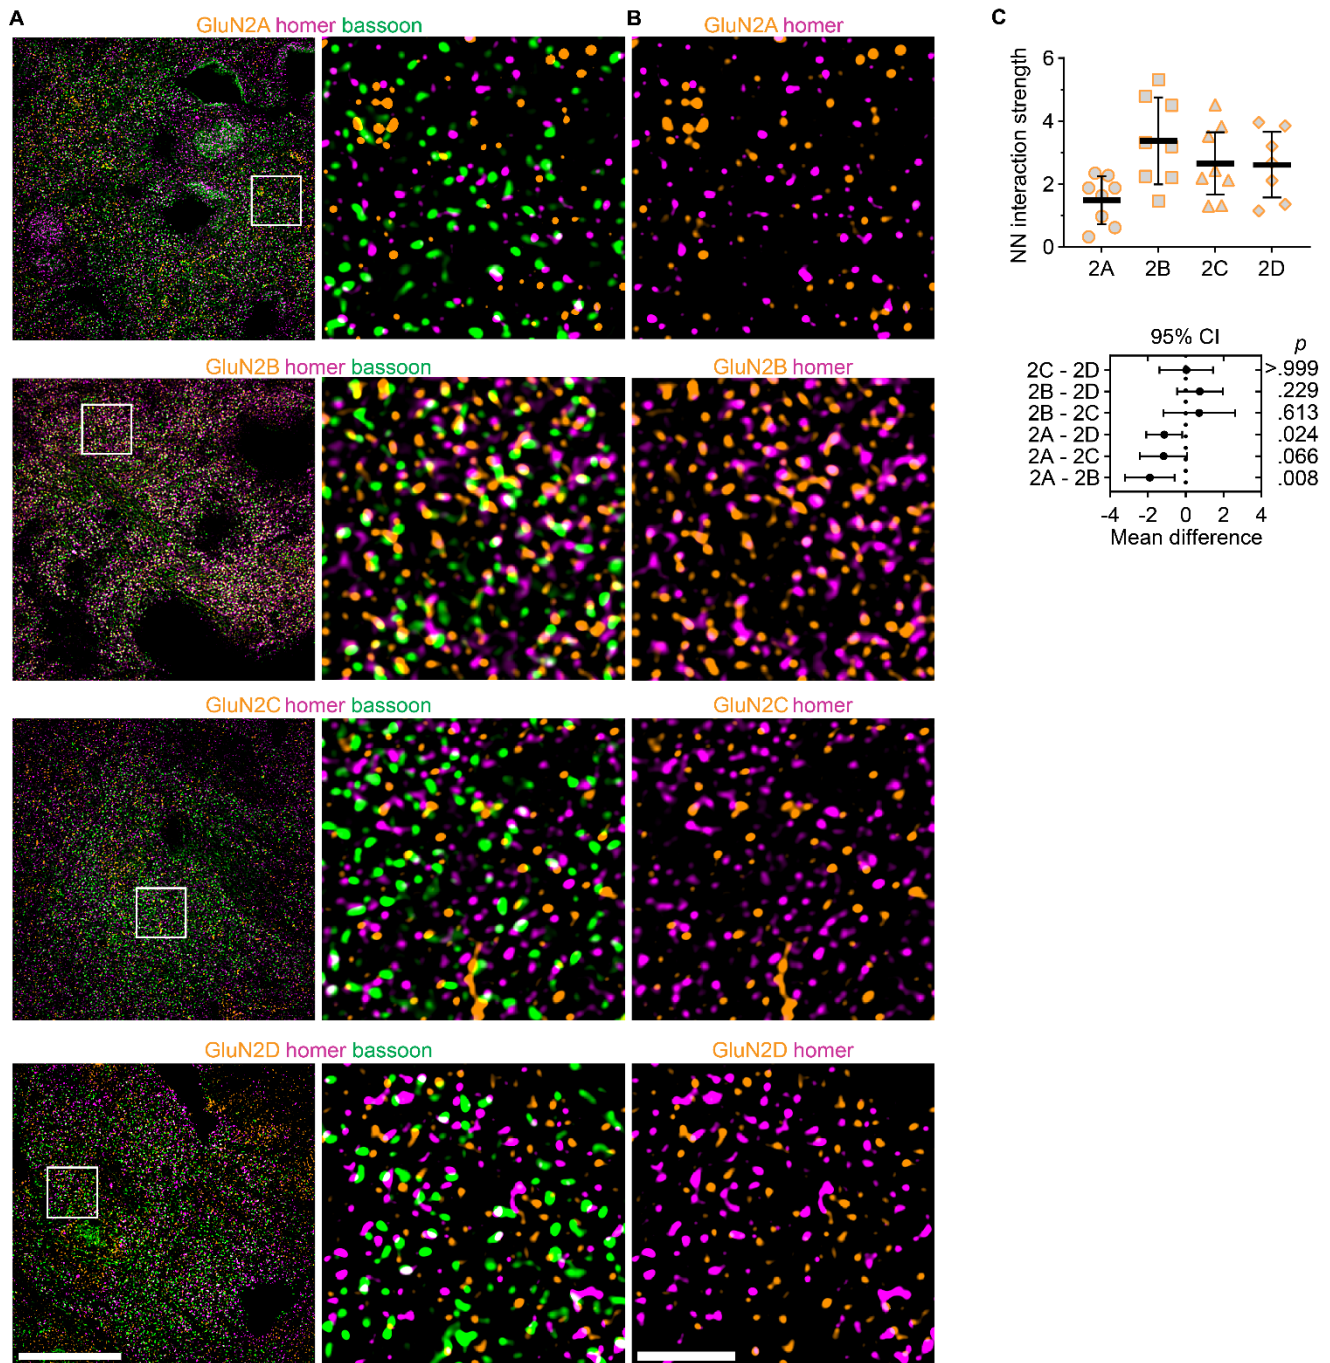 A
GluN2A homer bassoon
B
GluN2A homer
C
NN interaction strength
6
4
2
0
2A 2B 2C 2D
GluN2B homer bassoon
GluN2B homer
95% CI
p
2C - 2D >.999
2B - 2D .229
2B - 2C .613
2A - 2D .024
2A - 2C .066
2A - 2B .008
-4 -2 0 2 4
Mean difference
GluN2C homer bassoon
GluN2C homer
GluN2D homer bassoon
GluN2D homer